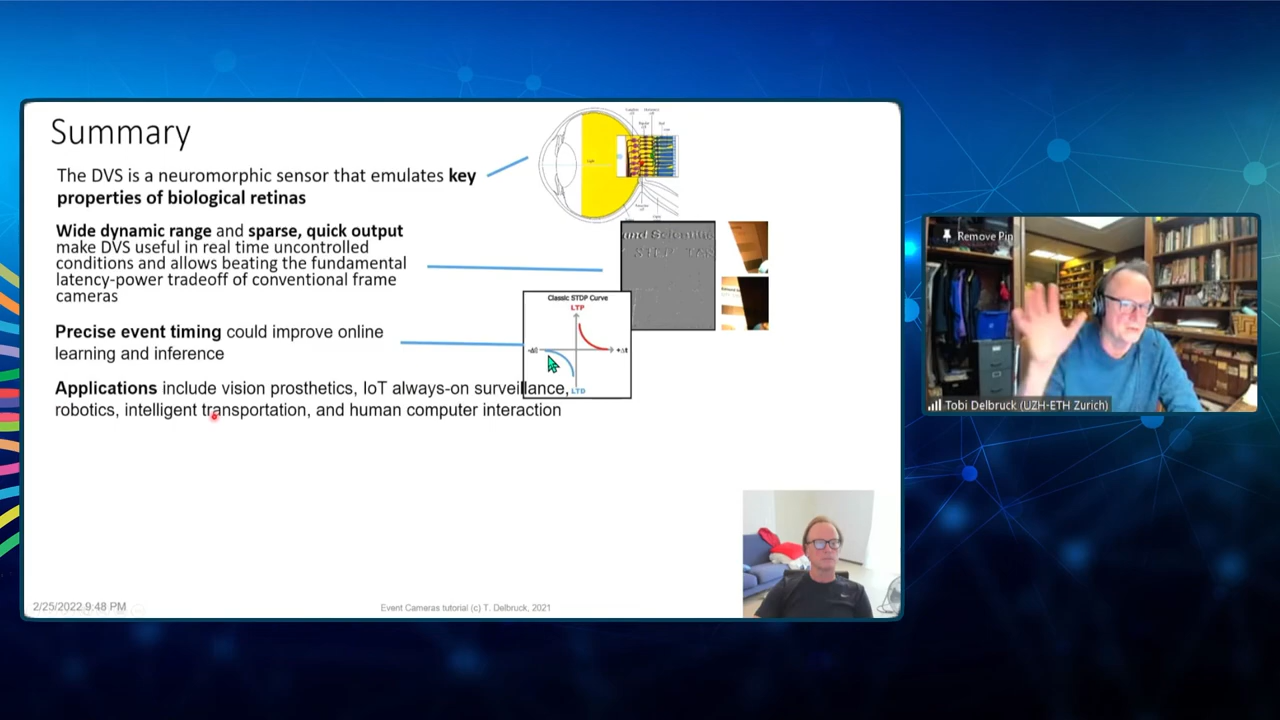 Summary
The DVS is a neuromorphic sensor that emulates key
properties of biological retinas
Wide dynamic range and sparse, quick output
make DVS useful in real time uncontrolled
conditions and allows beating the fundamental
latency-power tradeoff of conventional frame
cameras
Classic STDP Curve
LTP
-Δt
+Δt
LTD
Precise event timing could improve online
learning and inference
Applications include vision prosthetics, IoT always-on surveillance,
robotics, intelligent transportation, and human computer interaction
2/25/2022 9:48 PM
Event Cameras tutorial (c) T. Delbruck, 2021
Remove Pin
Tobi Delbruck (UZH-ETH Zurich)